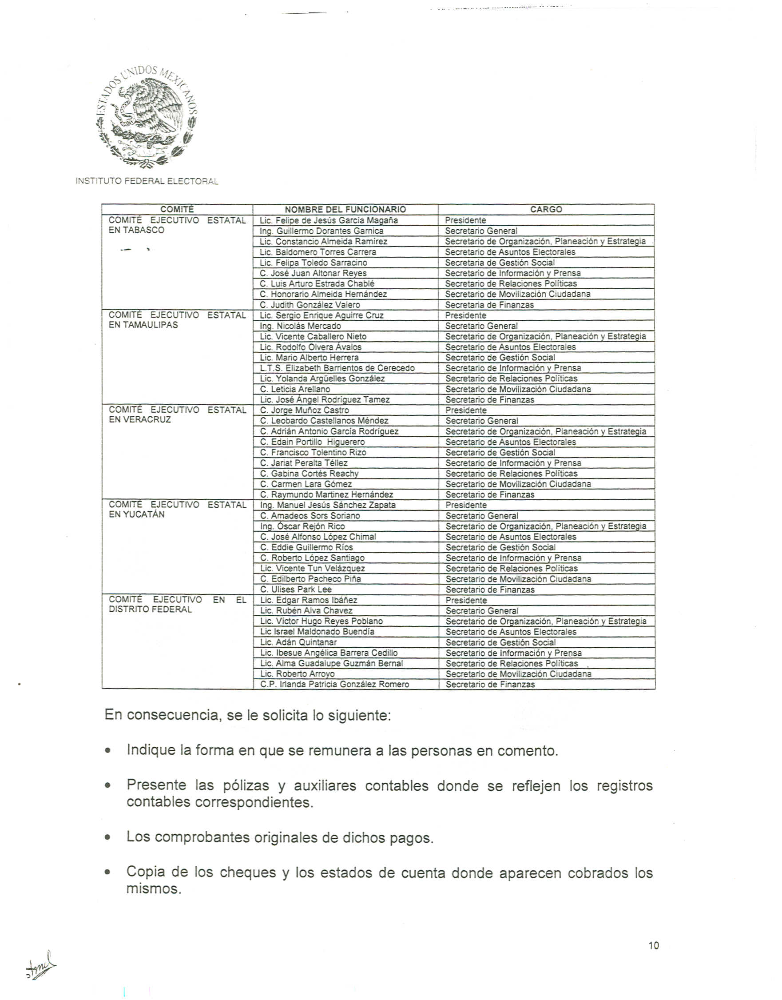 ESTADOS UNIDOS MEXICANOS
INSTITUTO FEDERAL ELECTORAL
COMITÉ NOMBRE DEL FUNCIONARIO CARGO
COMITÉ EJECUTIVO ESTATAL EN TABASCO
Lic. Felipe de Jesús García Magaña Presidente
Ing. Guillermo Dorantes Garnica Secretario General
Lic. Constancio Almeida Ramírez Secretario de Organización, Planeación y Estrategia
Lic. Baldomero Torres Carrera Secretario de Asuntos Electorales
Lic. Felipa Toledo Sarracino Secretaria de Gestión Social
C. José Juan Altonar Reyes Secretario de Información y Prensa
C. Luis Arturo Estrada Chablé Secretario de Relaciones Políticas
C. Honorario Almeida Hernández Secretario de Movilización Ciudadana
C. Judith González Valero Secretaria de Finanzas
COMITÉ EJECUTIVO ESTATAL EN TAMAULIPAS
Lic. Sergio Enrique Aguirre Cruz Presidente
Ing. Nicolás Mercado Secretario General
Lic. Vicente Caballero Nieto Secretario de Organización, Planeación y Estrategia
Lic. Rodolfo Olvera Ávalos Secretario de Asuntos Electorales
Lic. Mario Alberto Herrera Secretario de Gestión Social
L.T.S. Elizabeth Barrientos de Cerecedo Secretario de Información y Prensa
Lic. Yolanda Argüelles González Secretario de Relaciones Políticas
C. Leticia Arellano Secretario de Movilización Ciudadana
Lic. José Ángel Rodríguez Tamez Secretario de Finanzas
COMITÉ EJECUTIVO ESTATAL EN VERACRUZ
C. Jorge Muñoz Castro Presidente
C. Leobardo Castellanos Méndez Secretario General
C. Adrián Antonio García Rodríguez Secretario de Organización, Planeación y Estrategia
C. Edain Portillo Higuerero Secretario de Asuntos Electorales
C. Francisco Tolentino Rizo Secretario de Gestión Social
C. Jariat Peralta Téllez Secretario de Información y Prensa
C. Gabina Cortés Reachy Secretario de Relaciones Políticas
C. Carmen Lara Gómez Secretario de Movilización Ciudadana
C. Raymundo Martinez Hernández Secretario de Finanzas
COMITÉ EJECUTIVO ESTATAL EN YUCATÁN
Ing. Manuel Jesús Sánchez Zapata Presidente
C. Amadeos Sors Soriano Secretario General
Ing. Óscar Rejón Rico Secretario de Organización, Planeación y Estrategia
C. José Alfonso López Chimal Secretario de Asuntos Electorales
C. Eddie Guillermo Ríos Secretario de Gestión Social
C. Roberto López Santiago Secretario de Información y Prensa
Lic. Vicente Tun Velázquez Secretario de Relaciones Políticas
C. Edilberto Pacheco Piña Secretario de Movilización Ciudadana
C. Ulises Park Lee Secretario de Finanzas
COMITÉ EJECUTIVO EN EL DISTRITO FEDERAL
Lic. Edgar Ramos Ibáñez Presidente
Lic. Rubén Alva Chavez Secretario General
Lic. Víctor Hugo Reyes Poblano Secretario de Organización, Planeación y Estrategia
Lic Israel Maldonado Buendía Secretario de Asuntos Electorales
Lic. Adán Quintanar Secretario de Gestión Social
Lic. Ibesue Angélica Barrera Cedillo Secretario de Información y Prensa
Lic. Alma Guadalupe Guzmán Bernal Secretario de Relaciones Políticas
Lic. Roberto Arroyo Secretario de Movilización Ciudadana
C.P. Irlanda Patricia González Romero Secretario de Finanzas
En consecuencia, se le solicita lo siguiente:
• Indique la forma en que se remunera a las personas en comento.
• Presente las pólizas y auxiliares contables donde se reflejen los registros
contables correspondientes.
• Los comprobantes originales de dichos pagos.
• Copia de los cheques y los estados de cuenta donde aparecen cobrados los
mismos.
10